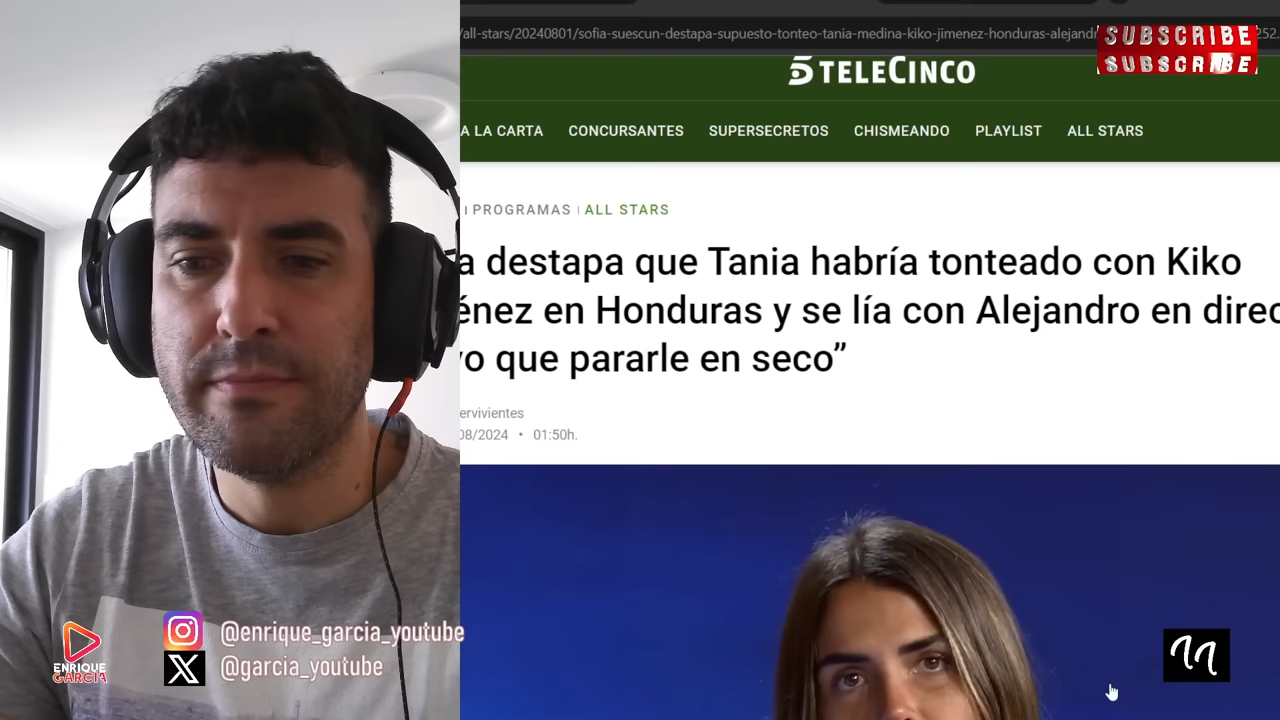 /all-stars/20240801/sofia-suescun-destapa-supuesto-tonteo-tania-medina-kiko-jimenez-honduras-alejandr
252.
SUBSCRIBE
SUBSCRIBE
5 TELECINCO
A LA CARTA CONCURSANTES SUPERSECRETOS CHISMEANDO PLAYLIST ALL STARS
PROGRAMAS ALL STARS
a destapa que Tania habría tonteado con Kiko
énez en Honduras y se lía con Alejandro en direc
vo que pararle en seco”
ervivientes
08/2024 • 01:50h.
@enrique_garcia_youtube
@garcia_youtube
ENRIQUE
GARCIA